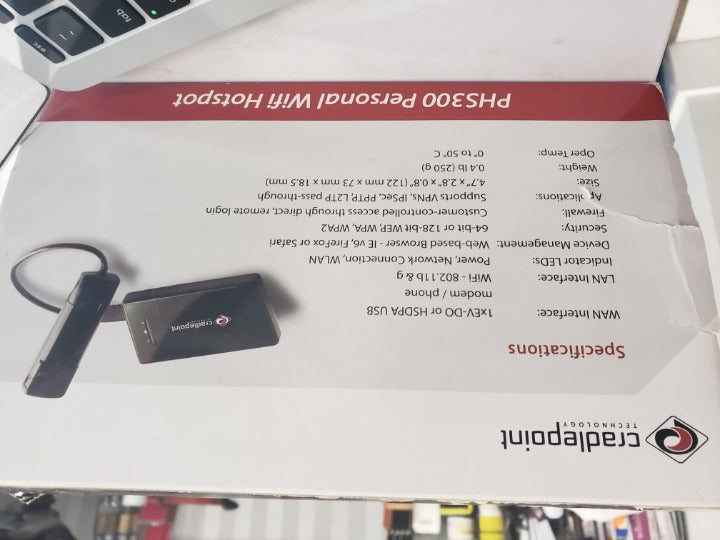 cradlepoint
TECHNOLOGY
Specifications
WAN Interface: 1xEV-DO or HSDPA USB
modem / phone
LAN Interface: WiFi - 802.11b & g
Indicator LEDs: Power, Network Connection, WLAN
Device Management: Web-based Browser - IE v6, FireFox or Safari
Security: 64-bit or 128-bit WEP, WPA, WPA2
Firewall: Customer-controlled access through direct, remote login
Applications: Supports VPNs, IPSec, PPTP, L2TP pass-through
Size: 4.7" x 2.8" x 0.8" (122 mm x 73 mm x 18.5 mm)
Weight: 0.4 lb (250 g)
OperTemp: 0° to 50° C
cradlepoint
PHS300 Personal Wifi Hotspot
tab
esc